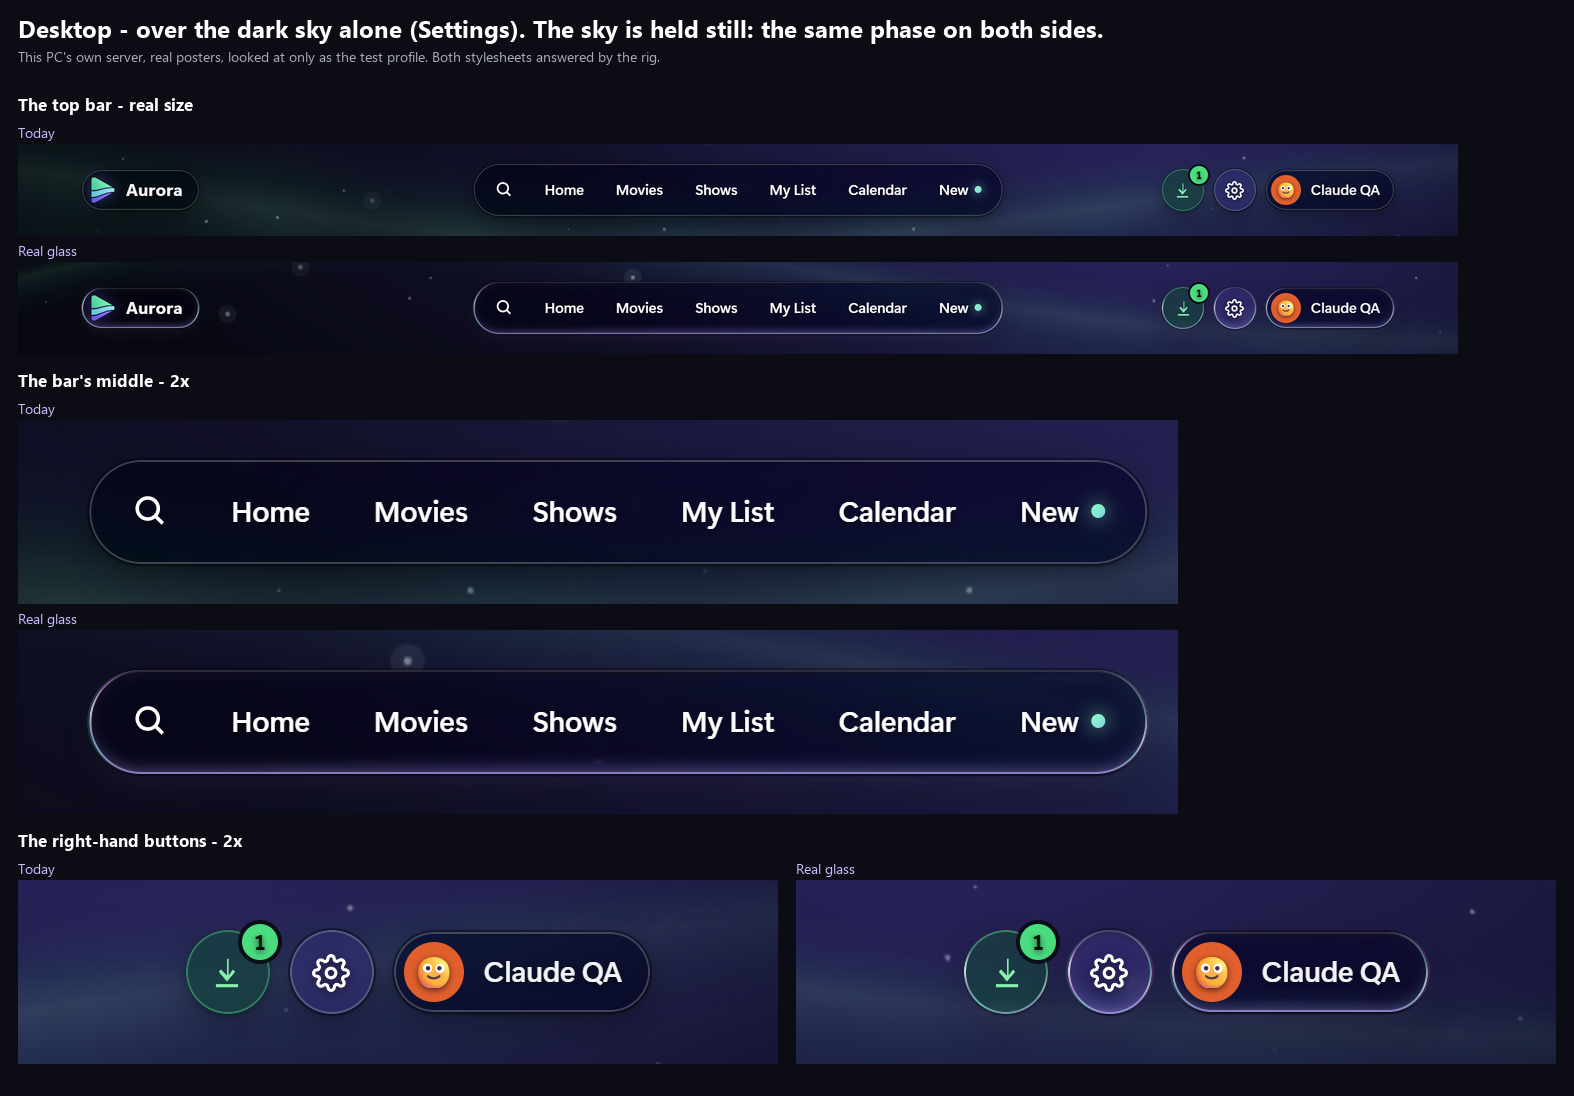 Desktop - over the dark sky alone (Settings). The sky is held still: the same phase on both sides.
This PC's own server, real posters, looked at only as the test profile. Both stylesheets answered by the rig.
The top bar - real size
Today
Aurora Home Movies Shows My List Calendar New 1 Claude QA
Real glass
Aurora Home Movies Shows My List Calendar New 1 Claude QA
The bar's middle - 2x
Today
Home Movies Shows My List Calendar New
Real glass
Home Movies Shows My List Calendar New
The right-hand buttons - 2x
Today
1 Claude QA
Real glass
1 Claude QA